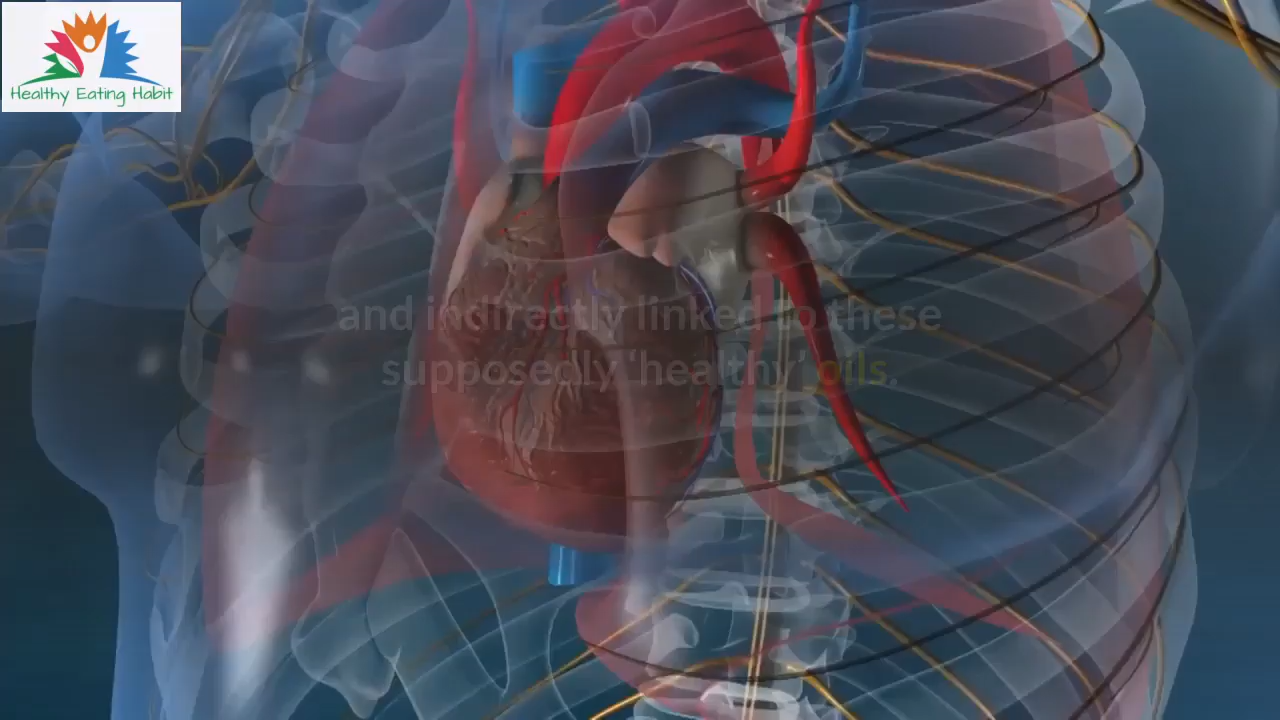 Healthy Eating Habit
and indirectly linked to these
supposedly ‘healthy’ oils.